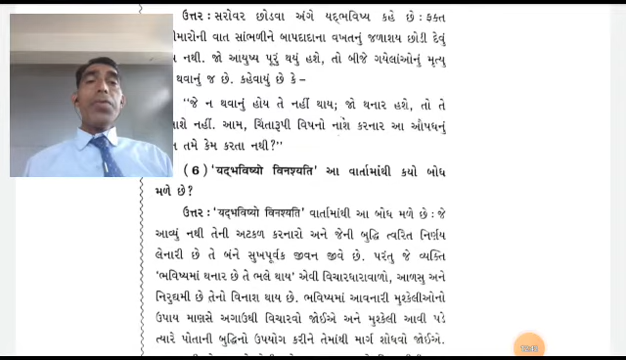 ઉત્તર : સરોવર છોડવા અંગે યદ્ભવિષ્ય કહે છે : ફક્ત
ીમારોની વાત સાંભળીને બાપદાદાના વખતનું જળાશય છોડી દેવું
ય નથી. જો આયુષ્ય પૂરું થયું હશે, તો બીજે ગયેલાંઓનું મૃત્યુ
થવાનું જ છે. કહેવાયું છે કે –
"જે ન થવાનું હોય તે નહીં થાય; જો થનાર હશે, તો તે
ાશે નહીં. આમ, ચિંતારૂપી વિષનો નાશ કરનાર આ ઔષધનું
ન તમે કેમ કરતા નથી?"
(6) 'યદ્ભવિષ્યો વિનશ્યતિ' આ વાર્તામાંથી કયો બોધ
મળે છે?
ઉત્તર : 'યદ્ભવિષ્યો વિનશ્યતિ' વાર્તામાંથી આ બોધ મળે છે : જે
આવ્યું નથી તેની અટકળ કરનારો અને જેની બુદ્ધિ ત્વરિત નિર્ણય
લેનારી છે તે બંને સુખપૂર્વક જીવન જીવે છે. પરંતુ જે વ્યક્તિ
'ભવિષ્યમાં થનાર છે તે ભલે થાય' એવી વિચારધારાવાળો, આળસુ અને
નિરુદ્યમી છે તેનો વિનાશ થાય છે. ભવિષ્યમાં આવનારી મુશ્કેલીઓનો
ઉપાય માણસે અગાઉથી વિચારવો જોઈએ અને મુશ્કેલી આવી પડે
ત્યારે પોતાની બુદ્ધિનો ઉપયોગ કરીને તેમાંથી માર્ગ શોધવો જોઈએ.
12:12